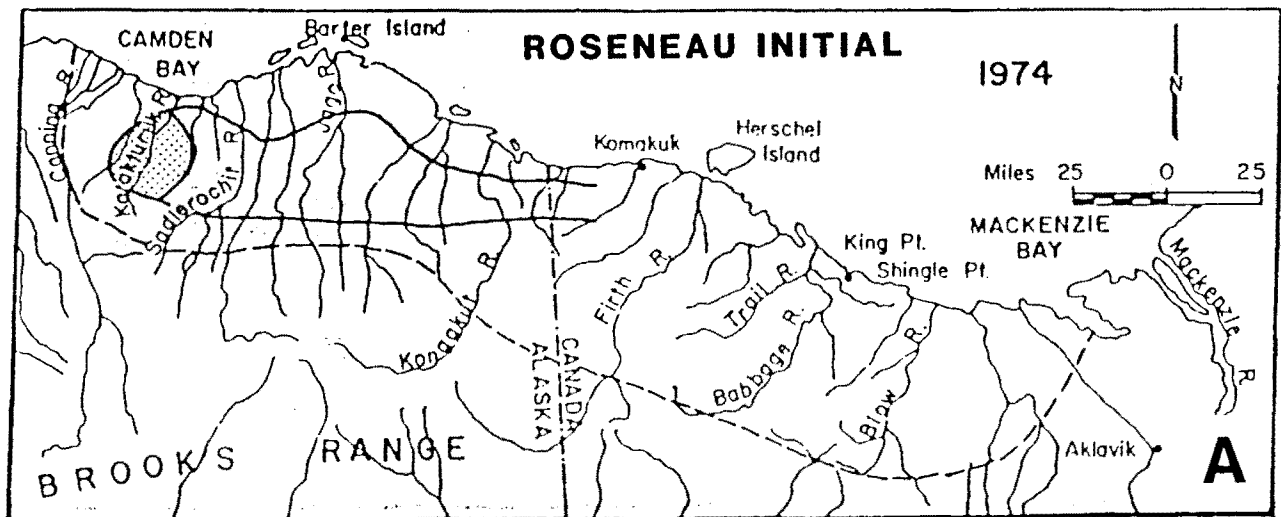 CAMDEN
BAY
Barter Island
ROSENEAU INITIAL
1974
N
Canning R.
Katakturuk R.
Sadlerochit R.
Jago R.
Komakuk
Herschel
Island
Miles 25 0 25
MACKENZIE
BAY
King Pt.
Shingle Pt.
Mackenzie R.
Kongakut R.
Firth R.
Trail R.
Babbage R.
Blow R.
CANADA
ALASKA
BROOKS RANGE
Aklavik
A